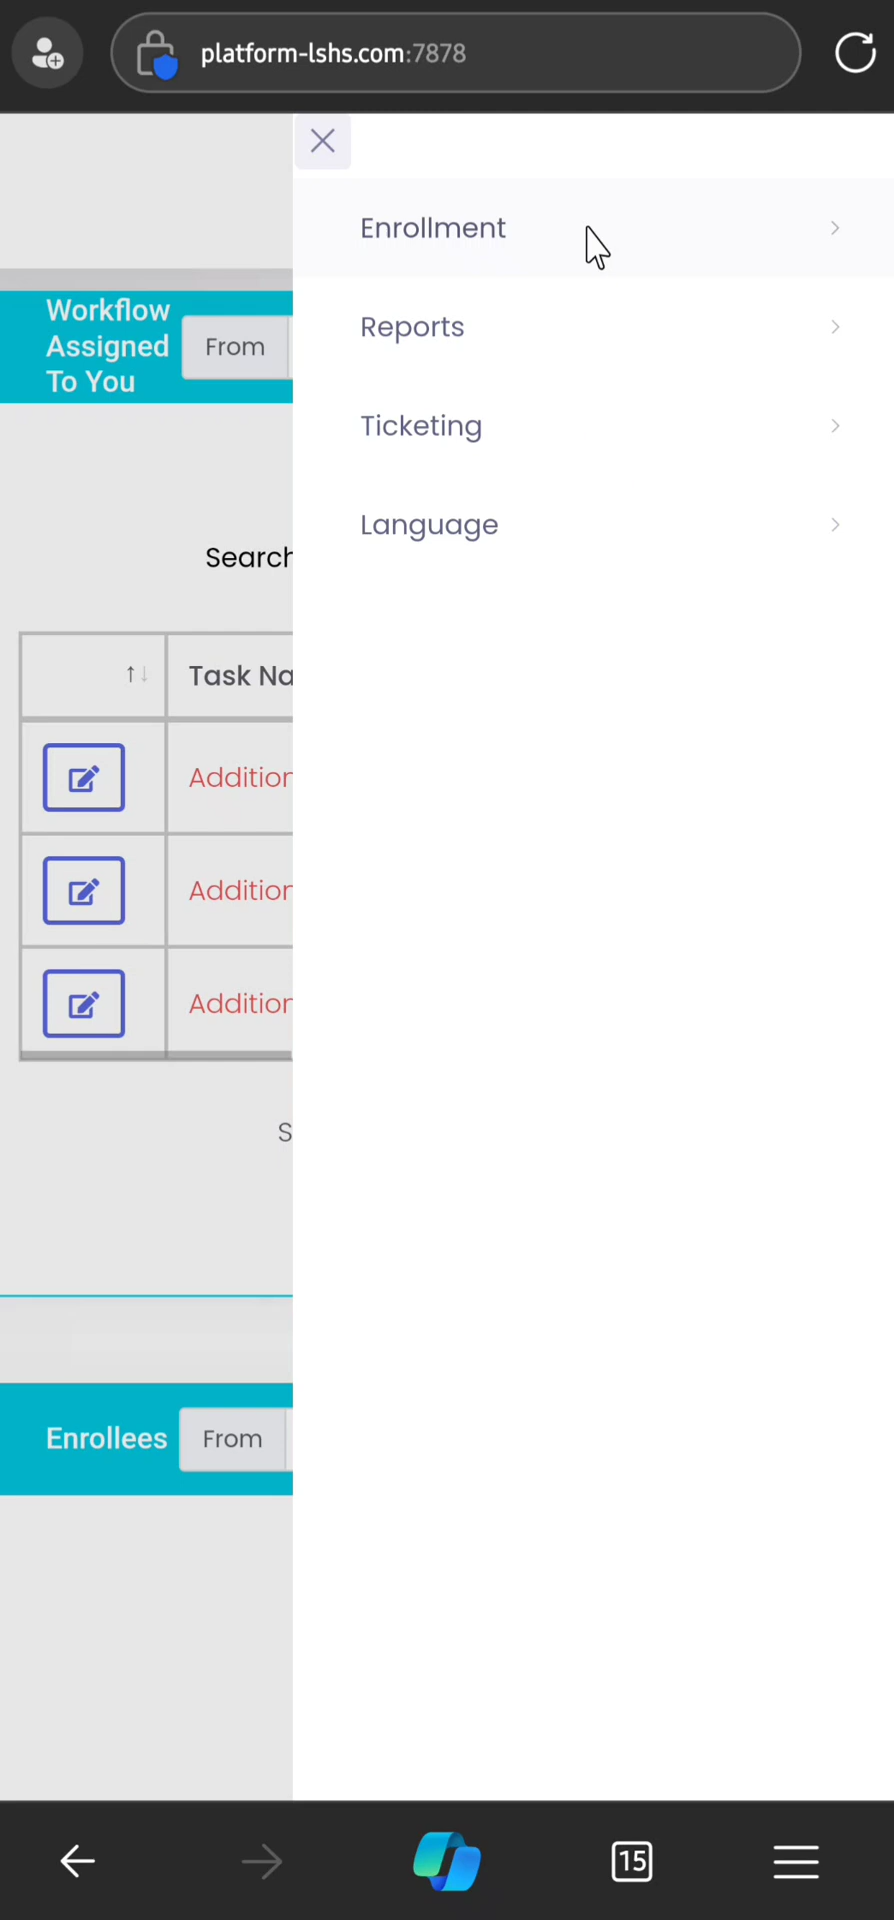 platform-lshs.com:7878
Enrollment
Reports
Ticketing
Language
Workflow
Assigned
To You
From
Search
Task Na
Addition
Addition
Addition
S
Enrollees
From
15